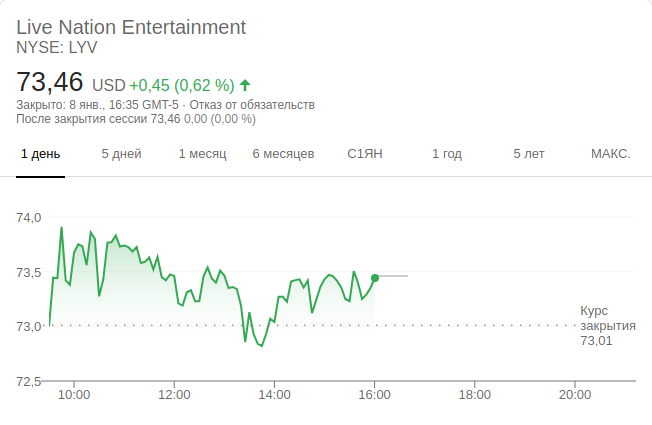 Live Nation Entertainment
NYSE: LYV
73,46 USD +0,45 (0,62 %)
Закрыто: 8 янв., 16:35 GMT-5 · Отказ от обязательств
После закрытия сессии 73,46 0,00 (0,00 %)
1 день 5 дней 1 месяц 6 месяцев С1ЯН 1 год 5 лет МАКС.
74,0
73,5
73,0
72,5
Курс
закрытия
73,01
10:00 12:00 14:00 16:00 18:00 20:00